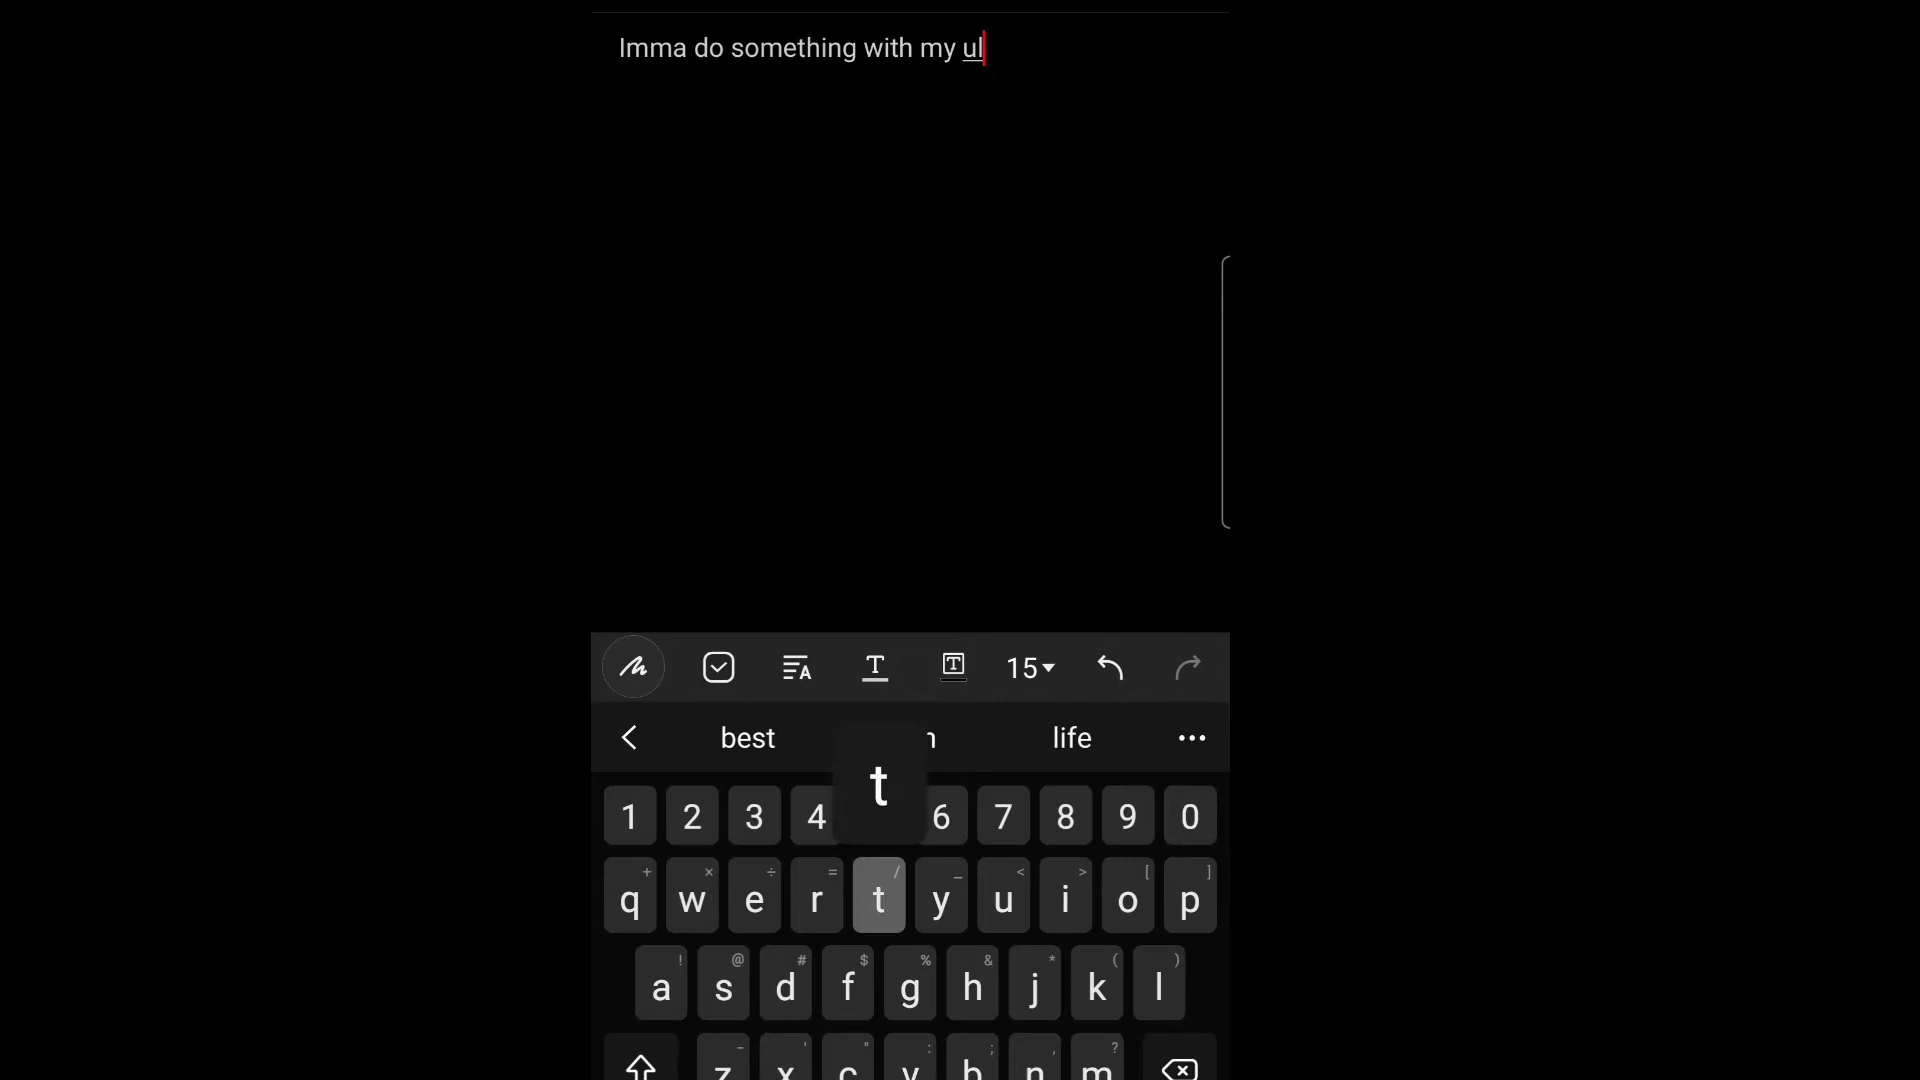 Imma do something with my ul
15
best life
t
1 2 3 4 6 7 8 9 0
+ × ÷ = / _ < > [ ]
q w e r t y u i o p
! @ # $ % & * ( )
a s d f g h j k l
- ' " : ; , ?
z x c v b n m